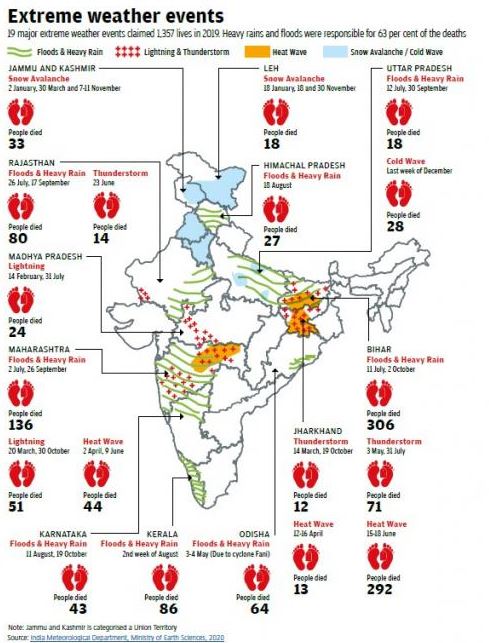 Extreme weather events
19 major extreme weather events claimed 1,357 lives in 2019. Heavy rains and floods were responsible for 63 per cent of the deaths
Floods & Heavy Rain
Lightning & Thunderstorm
Heat Wave
Snow Avalanche / Cold Wave
JAMMU AND KASHMIR
Snow Avalanche
2 January, 30 March and 7-11 November
People died
33
LEH
Snow Avalanche
18 January, 18 and 30 November
People died
18
UTTAR PRADESH
Floods & Heavy Rain
12 July, 30 September
People died
18
Cold Wave
Last week of December
People died
28
RAJASTHAN
Floods & Heavy Rain
26 July, 17 September
People died
80
Thunderstorm
23 June
People died
14
HIMACHAL PRADESH
Floods & Heavy Rain
18 August
People died
27
MADHYA PRADESH
Lightning
14 February, 31 July
People died
24
MAHARASHTRA
Floods & Heavy Rain
2 July, 26 September
People died
136
Lightning
20 March, 30 October
People died
51
Heat Wave
2 April, 9 June
People died
44
BIHAR
Floods & Heavy Rain
11 July, 2 October
People died
306
Thunderstorm
3 May, 31 July
People died
71
Heat Wave
15-18 June
People died
292
JHARKHAND
Thunderstorm
14 March, 19 October
People died
12
Heat Wave
12-16 April
People died
13
KARNATAKA
Floods & Heavy Rain
11 August, 19 October
People died
43
KERALA
Floods & Heavy Rain
2nd week of August
People died
86
ODISHA
Floods & Heavy Rain
3-4 May (Due to cyclone Fani)
People died
64
Note: Jammu and Kashmir is categorised a Union Territory
Source: India Meteorological Department, Ministry of Earth Sciences, 2020